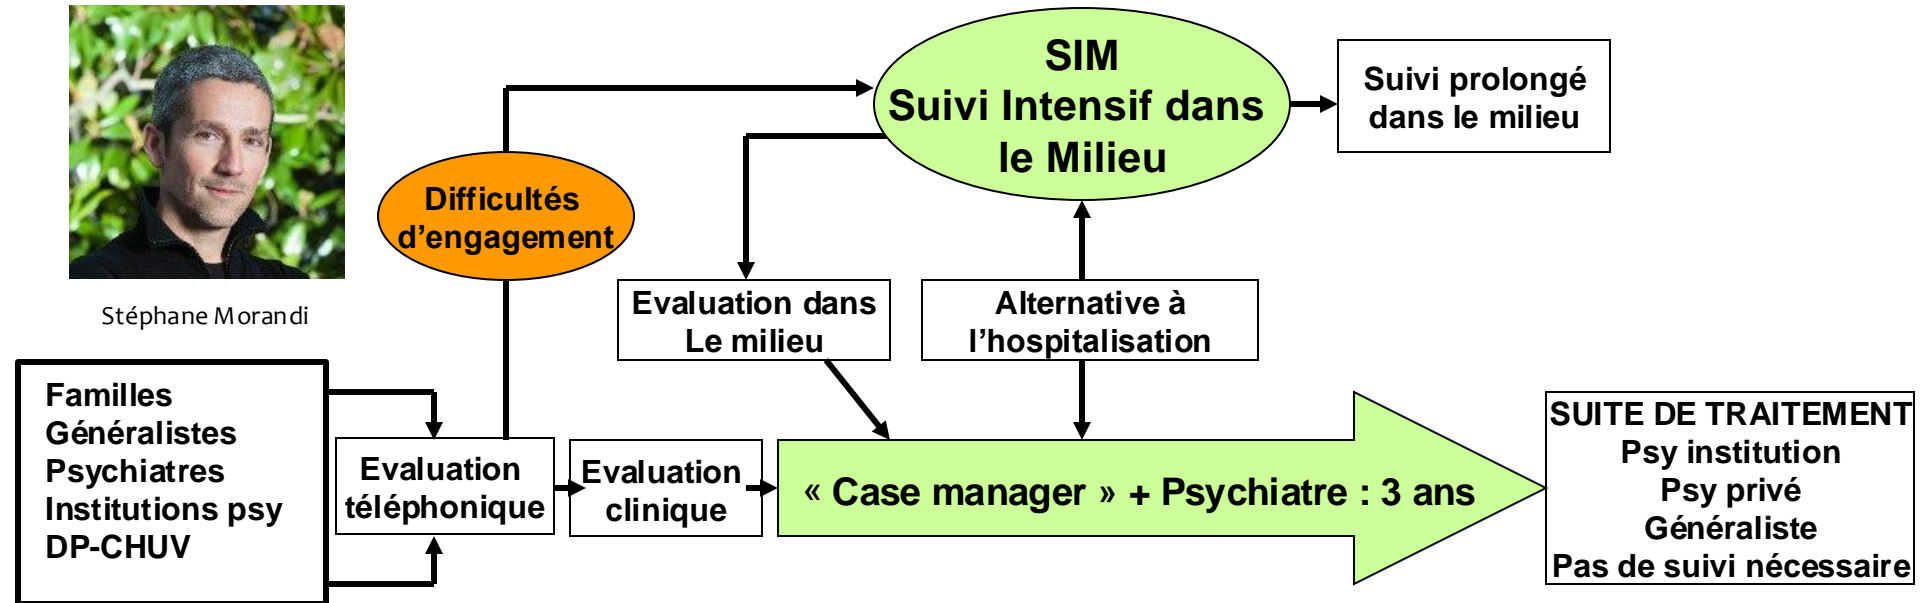 SIM
Suivi Intensif dans
le Milieu
Suivi prolongé
dans le milieu
Difficultés
d’engagement
Stéphane Morandi
Evaluation dans
Le milieu
Alternative à
l’hospitalisation
Familles
Généralistes
Psychiatres
Institutions psy
DP-CHUV
Evaluation
téléphonique
Evaluation
clinique
« Case manager » + Psychiatre : 3 ans
SUITE DE TRAITEMENT
Psy institution
Psy privé
Généraliste
Pas de suivi nécessaire